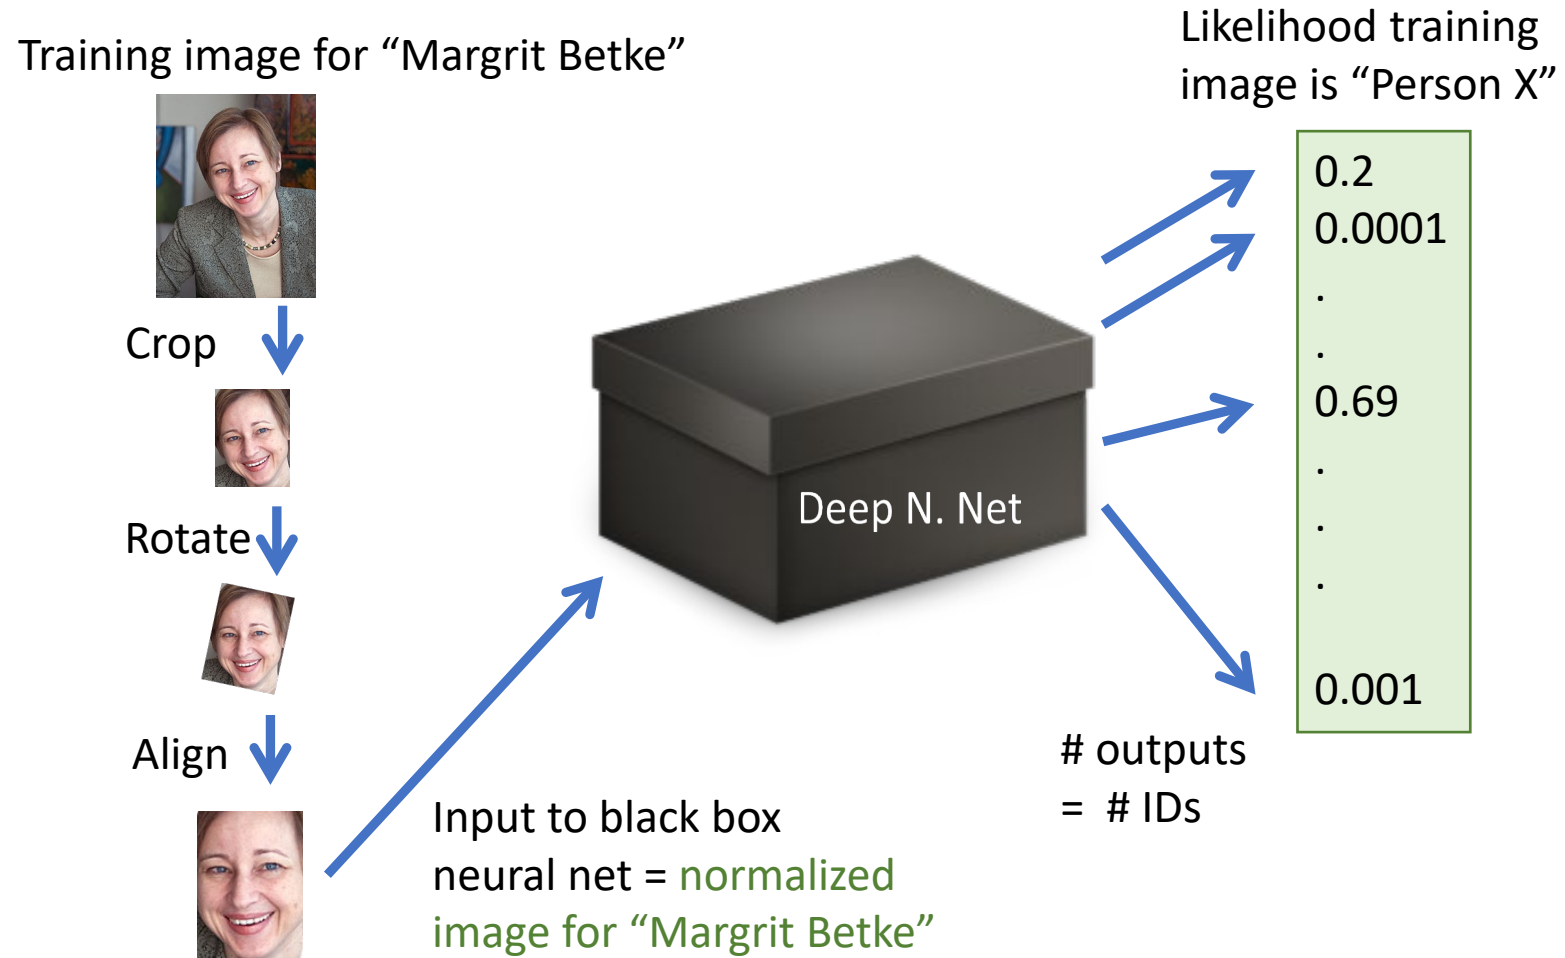 Training image for “Margrit Betke”
Crop
Rotate
Align
Input to black box
neural net = normalized
image for “Margrit Betke”
Deep N. Net
Likelihood training
image is “Person X”
0.2
0.0001
.
.
0.69
.
.
.
0.001
# outputs
= # IDs